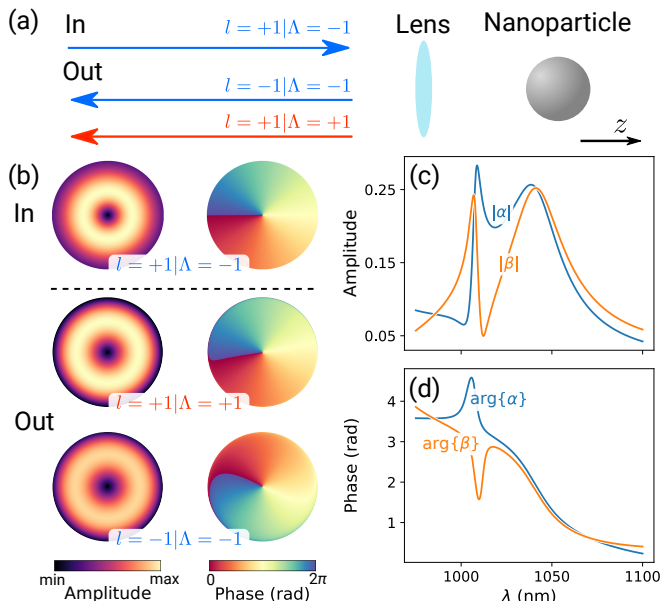 (a)
In
l = +1|Λ = −1
Out
l = −1|Λ = −1
l = +1|Λ = +1
Lens
Nanoparticle
z
(b)
In
l = +1|Λ = −1
Out
l = +1|Λ = +1
l = −1|Λ = −1
min
max
Amplitude
0
2π
Phase (rad)
(c)
0.25
0.15
0.05
Amplitude
|α|
|β|
(d)
4
3
2
1
Phase (rad)
arg{α}
arg{β}
1000
1050
1100
λ (nm)